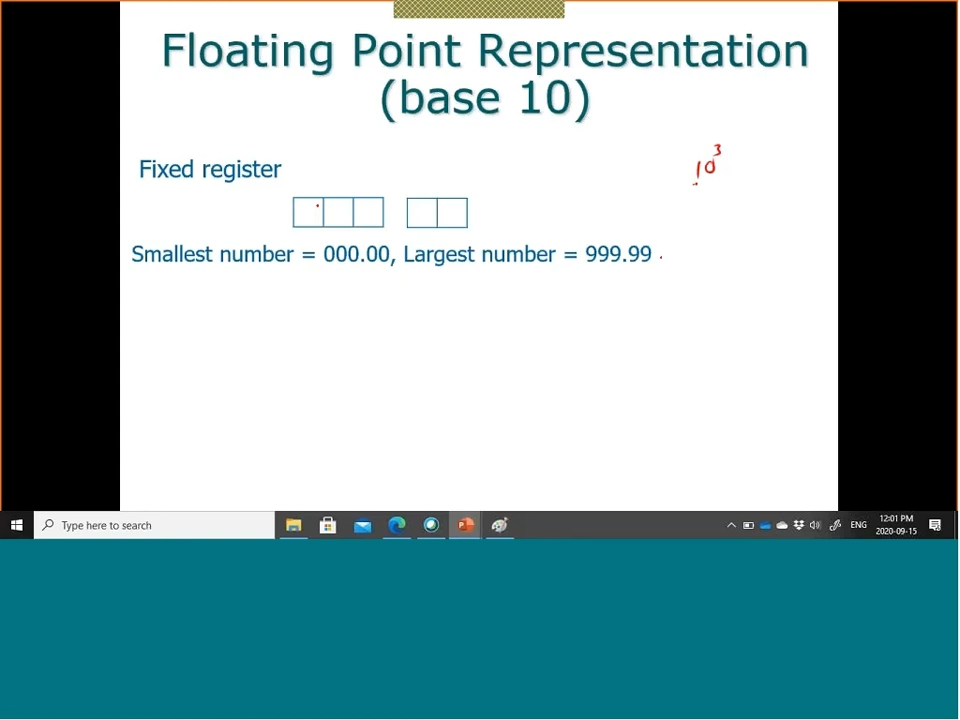 Floating Point Representation
(base 10)
Fixed register
10³
Smallest number = 000.00, Largest number = 999.99
Type here to search
ENG
12:01 PM
2020-09-15